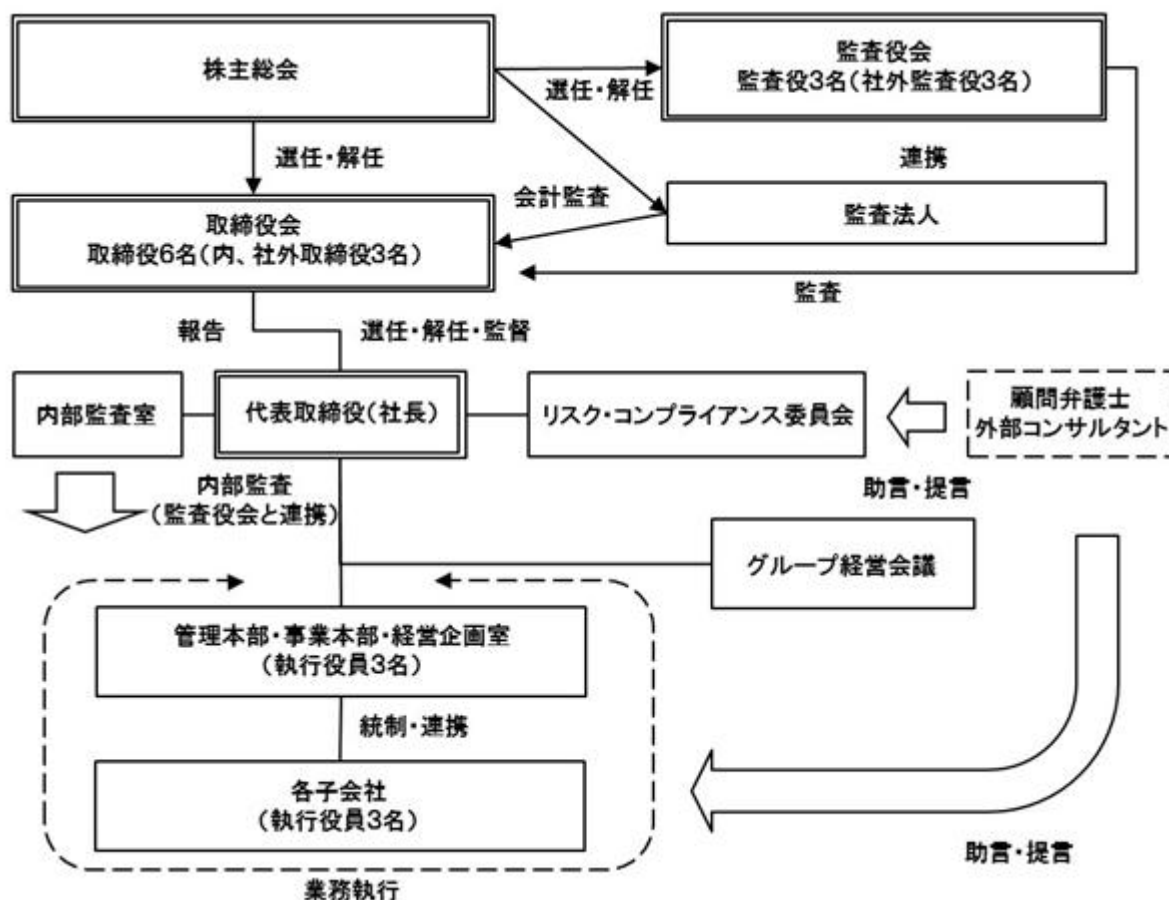 株主総会
監査役会
監査役3名(社外監査役3名)
選任・解任
選任・解任
連携
会計監査
監査法人
取締役会
取締役6名(内、社外取締役3名)
監査
報告
選任・解任・監督
内部監査室
代表取締役(社長)
リスク・コンプライアンス委員会
顧問弁護士
外部コンサルタント
内部監査
(監査役会と連携)
助言・提言
グループ経営会議
管理本部・事業本部・経営企画室
(執行役員3名)
統制・連携
各子会社
(執行役員3名)
助言・提言
業務執行